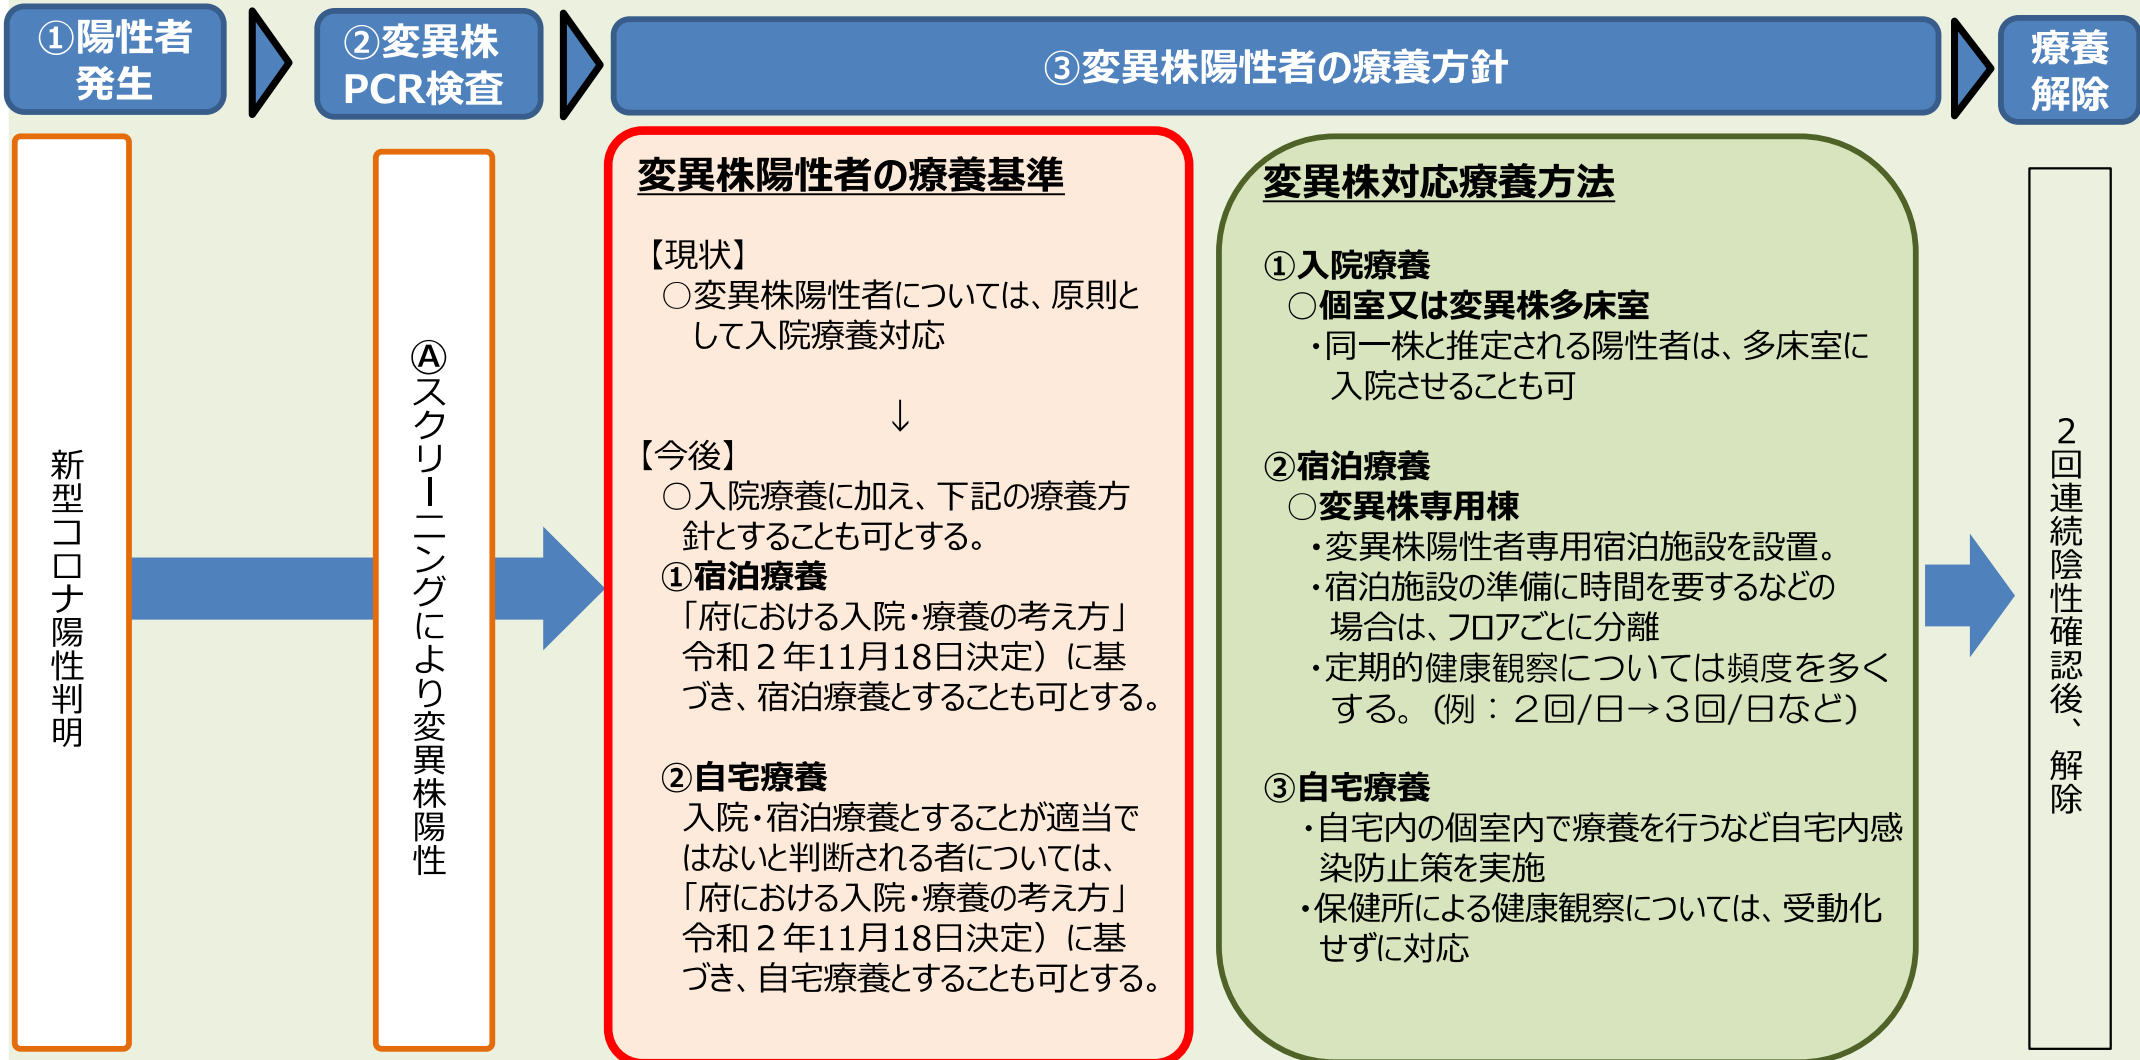 ①陽性者
発生
②変異株
PCR検査
③変異株陽性者の療養方針
療養
解除
新型コロナ陽性判明
Ⓐスクリーニングにより変異株陽性
変異株陽性者の療養基準
【現状】
○変異株陽性者については、原則と
して入院療養対応
↓
【今後】
○入院療養に加え、下記の療養方
針とすることも可とする。
①宿泊療養
「府における入院・療養の考え方」
令和２年11月18日決定）に基
づき、宿泊療養とすることも可とする。
②自宅療養
入院・宿泊療養とすることが適当で
はないと判断される者については、
「府における入院・療養の考え方」
令和２年11月18日決定）に基
づき、自宅療養とすることも可とする。
変異株対応療養方法
①入院療養
○個室又は変異株多床室
・同一株と推定される陽性者は、多床室に
入院させることも可
②宿泊療養
○変異株専用棟
・変異株陽性者専用宿泊施設を設置。
・宿泊施設の準備に時間を要するなどの
場合は、フロアごとに分離
・定期的健康観察については頻度を多く
する。（例：２回/日→３回/日など）
③自宅療養
・自宅内の個室内で療養を行うなど自宅内感
染防止策を実施
・保健所による健康観察については、受動化
せずに対応
２回連続陰性確認後、解除